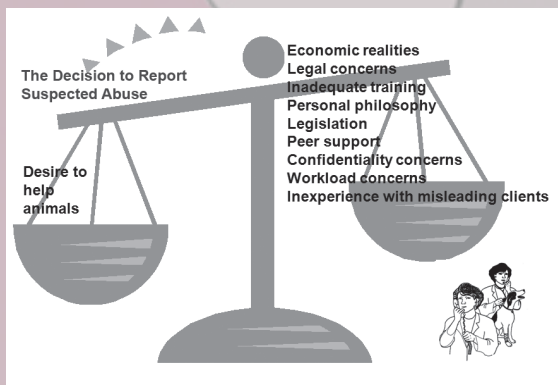 The Decision to Report
Suspected Abuse
Desire to
help
animals
Economic realities
Legal concerns
Inadequate training
Personal philosophy
Legislation
Peer support
Confidentiality concerns
Workload concerns
Inexperience with misleading clients